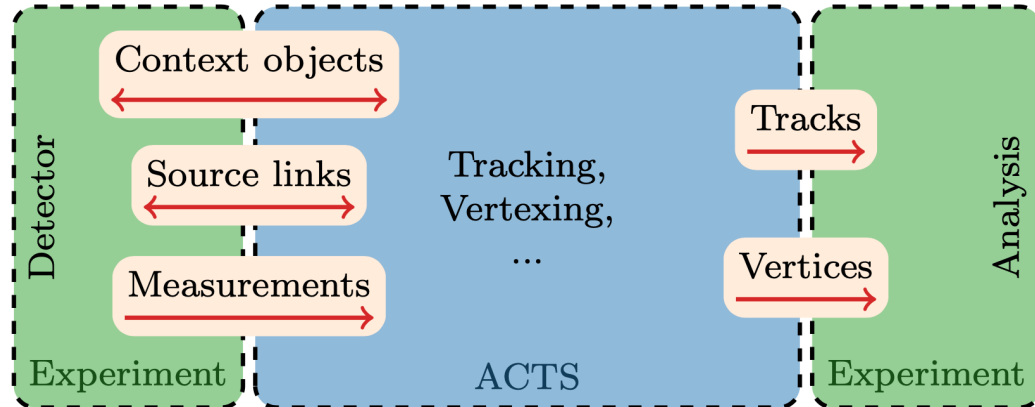 Context objects
Source links
Measurements
Detector
Experiment
Tracking,
Vertexing,
...
ACTS
Tracks
Vertices
Analysis
Experiment